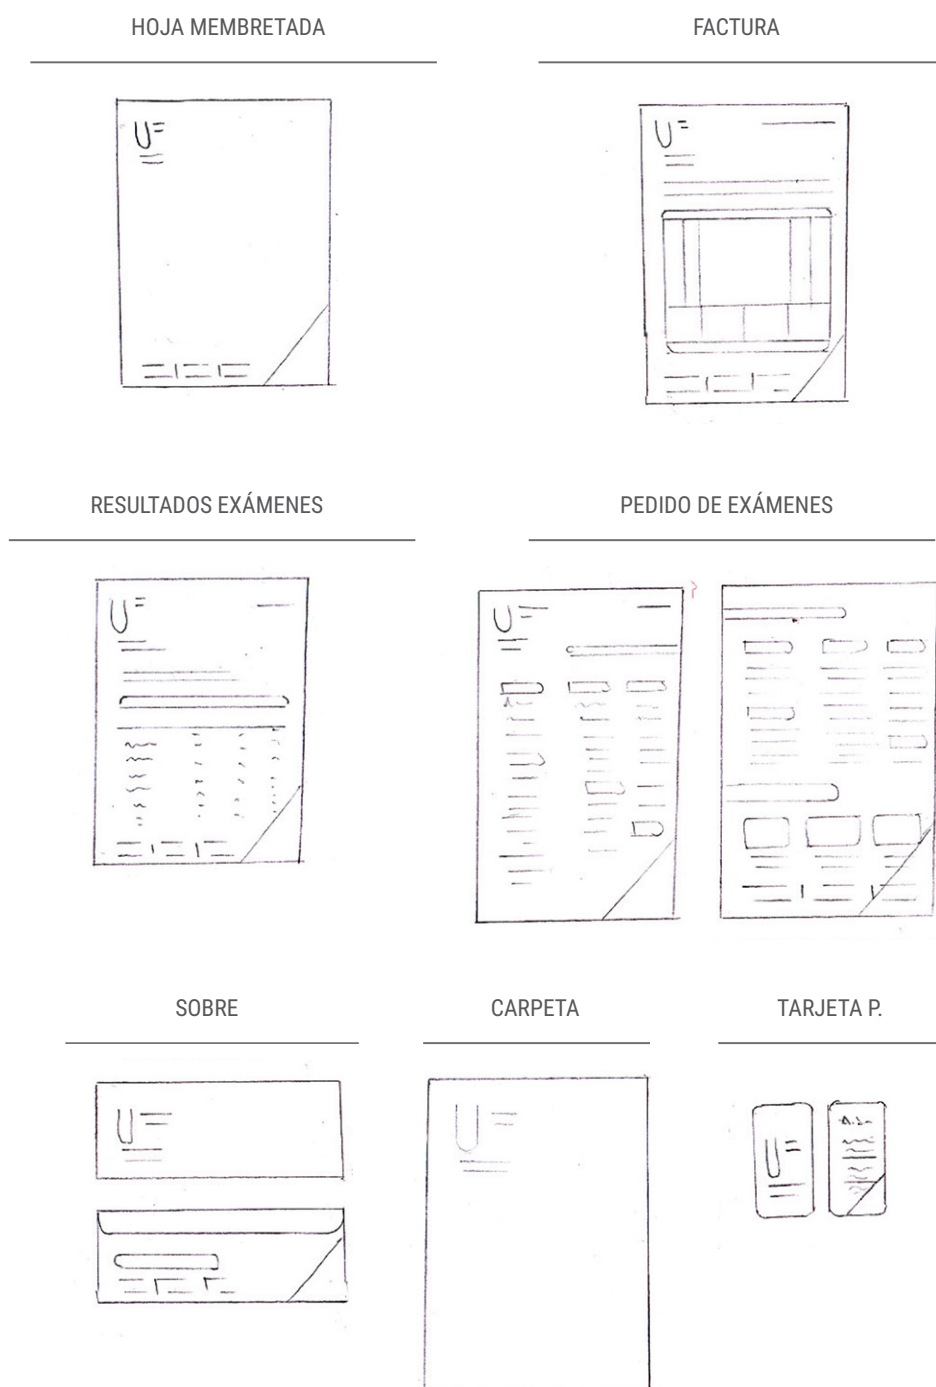 HOJA MEMBRETADA
FACTURA
U
U
RESULTADOS EXÁMENES
PEDIDO DE EXÁMENES
U
U
SOBRE
CARPETA
TARJETA P.
U
U
U